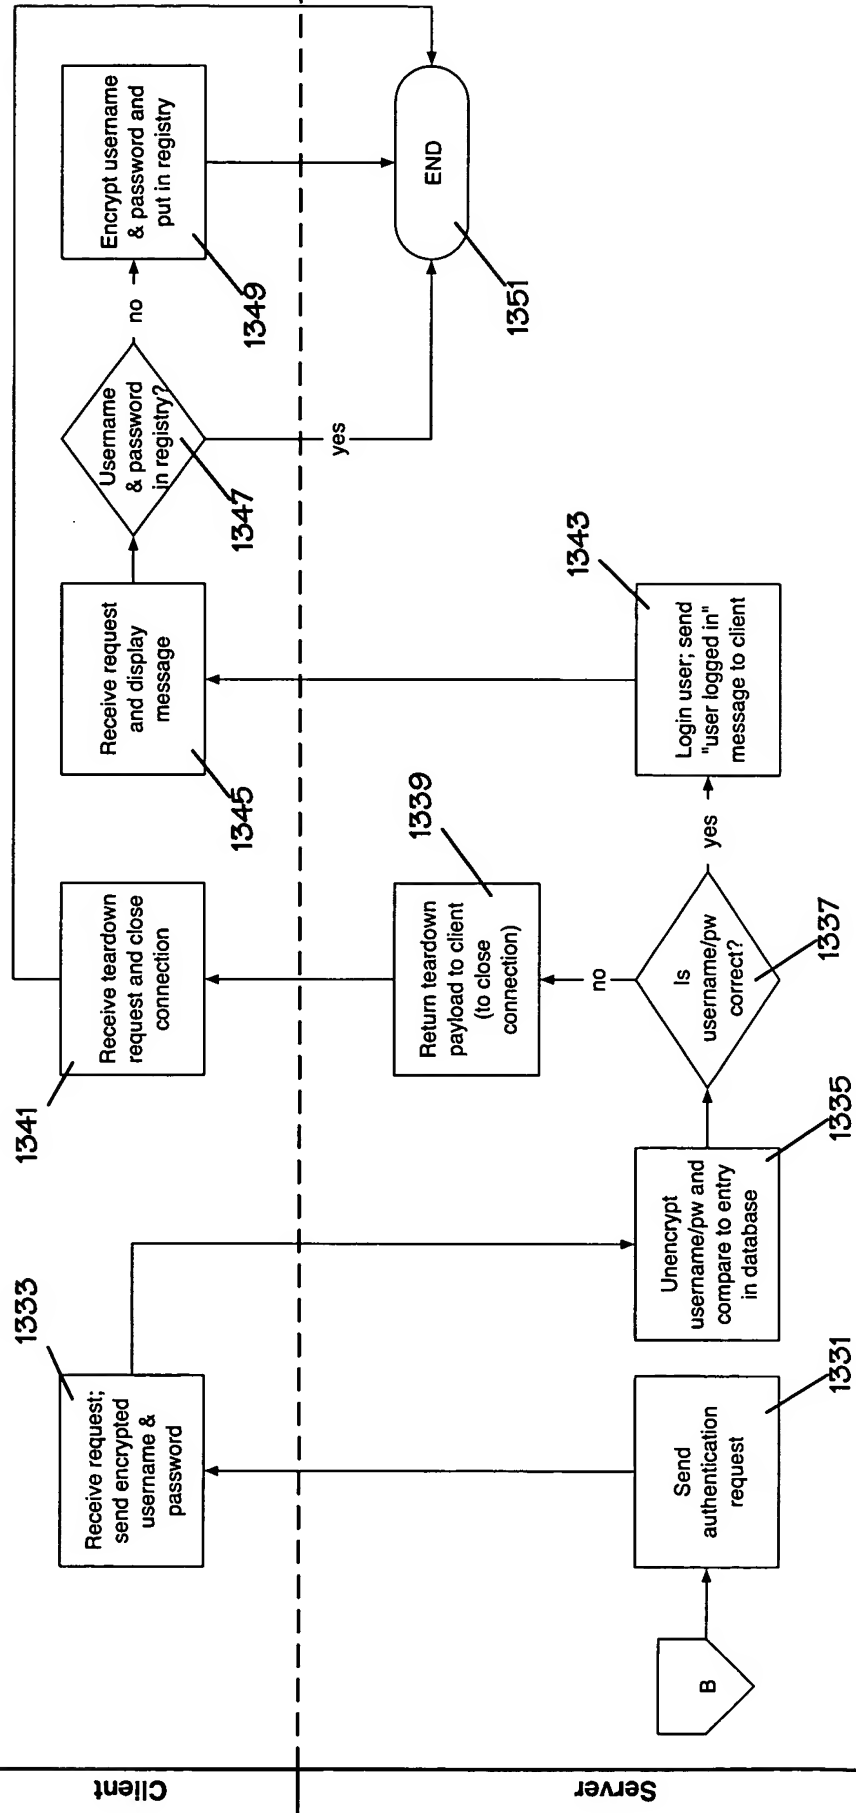 Client
Server
B
Send
authentication
request
1331
Receive request;
send encrypted
username &
password
1333
Unencrypt
username/pw and
compare to entry
in database
1335
Is
username/pw
correct?
1337
no
yes
Return teardown
payload to client
(to close
connection)
1339
Receive teardown
request and close
connection
1341
Login user; send
"user logged in"
message to client
1343
Receive request
and display
message
1345
Username
& password
in registry?
1347
no
yes
Encrypt username
& password and
put in registry
1349
END
1351